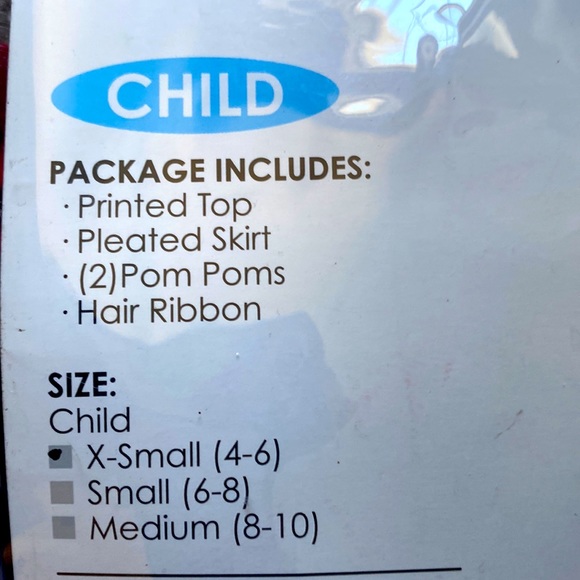 CHILD
PACKAGE INCLUDES:
· Printed Top
· Pleated Skirt
· (2)Pom Poms
· Hair Ribbon
SIZE:
Child
X-Small (4-6)
Small (6-8)
Medium (8-10)